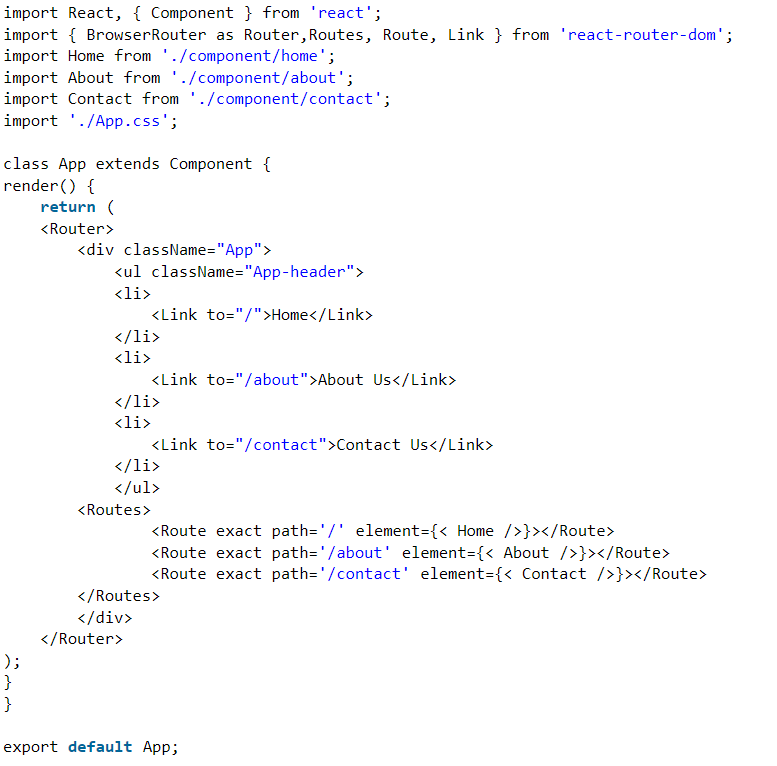 import React, { Component } from 'react';
import { BrowserRouter as Router,Routes, Route, Link } from 'react-router-dom';
import Home from './component/home';
import About from './component/about';
import Contact from './component/contact';
import './App.css';

class App extends Component {
render() {
    return (
    <Router>
        <div className="App">
            <ul className="App-header">
            <li>
                <Link to="/">Home</Link>
            </li>
            <li>
                <Link to="/about">About Us</Link>
            </li>
            <li>
                <Link to="/contact">Contact Us</Link>
            </li>
            </ul>
        <Routes>
                <Route exact path='/' element={< Home />}></Route>
                <Route exact path='/about' element={< About />}></Route>
                <Route exact path='/contact' element={< Contact />}></Route>
        </Routes>
        </div>
    </Router>
);
}
}

export default App;